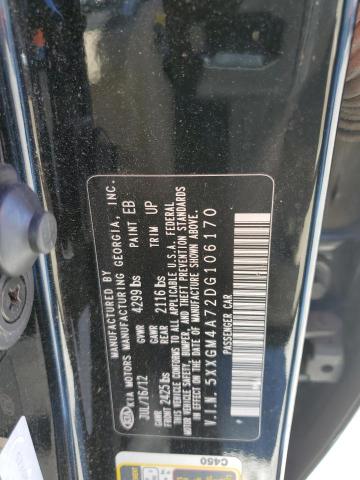 MANUFACTURED BY
KIA MOTORS MANUFACTURING GEORGIA, INC.
JUL/16/12 GVWR 4299 lbs PAINT EB
GAWR FRONT 2425 lbs GAWR REAR 2116 lbs TRIM UP
THIS VEHICLE CONFORMS TO ALL APPLICABLE U.S.A. FEDERAL
MOTOR VEHICLE SAFETY, BUMPER, AND THEFT PREVENTION STANDARDS
IN EFFECT ON THE DATE OF MANUFACTURE SHOWN ABOVE.
V.I.N. 5XXGM4A72DG106170
PASSENGER CAR
C450